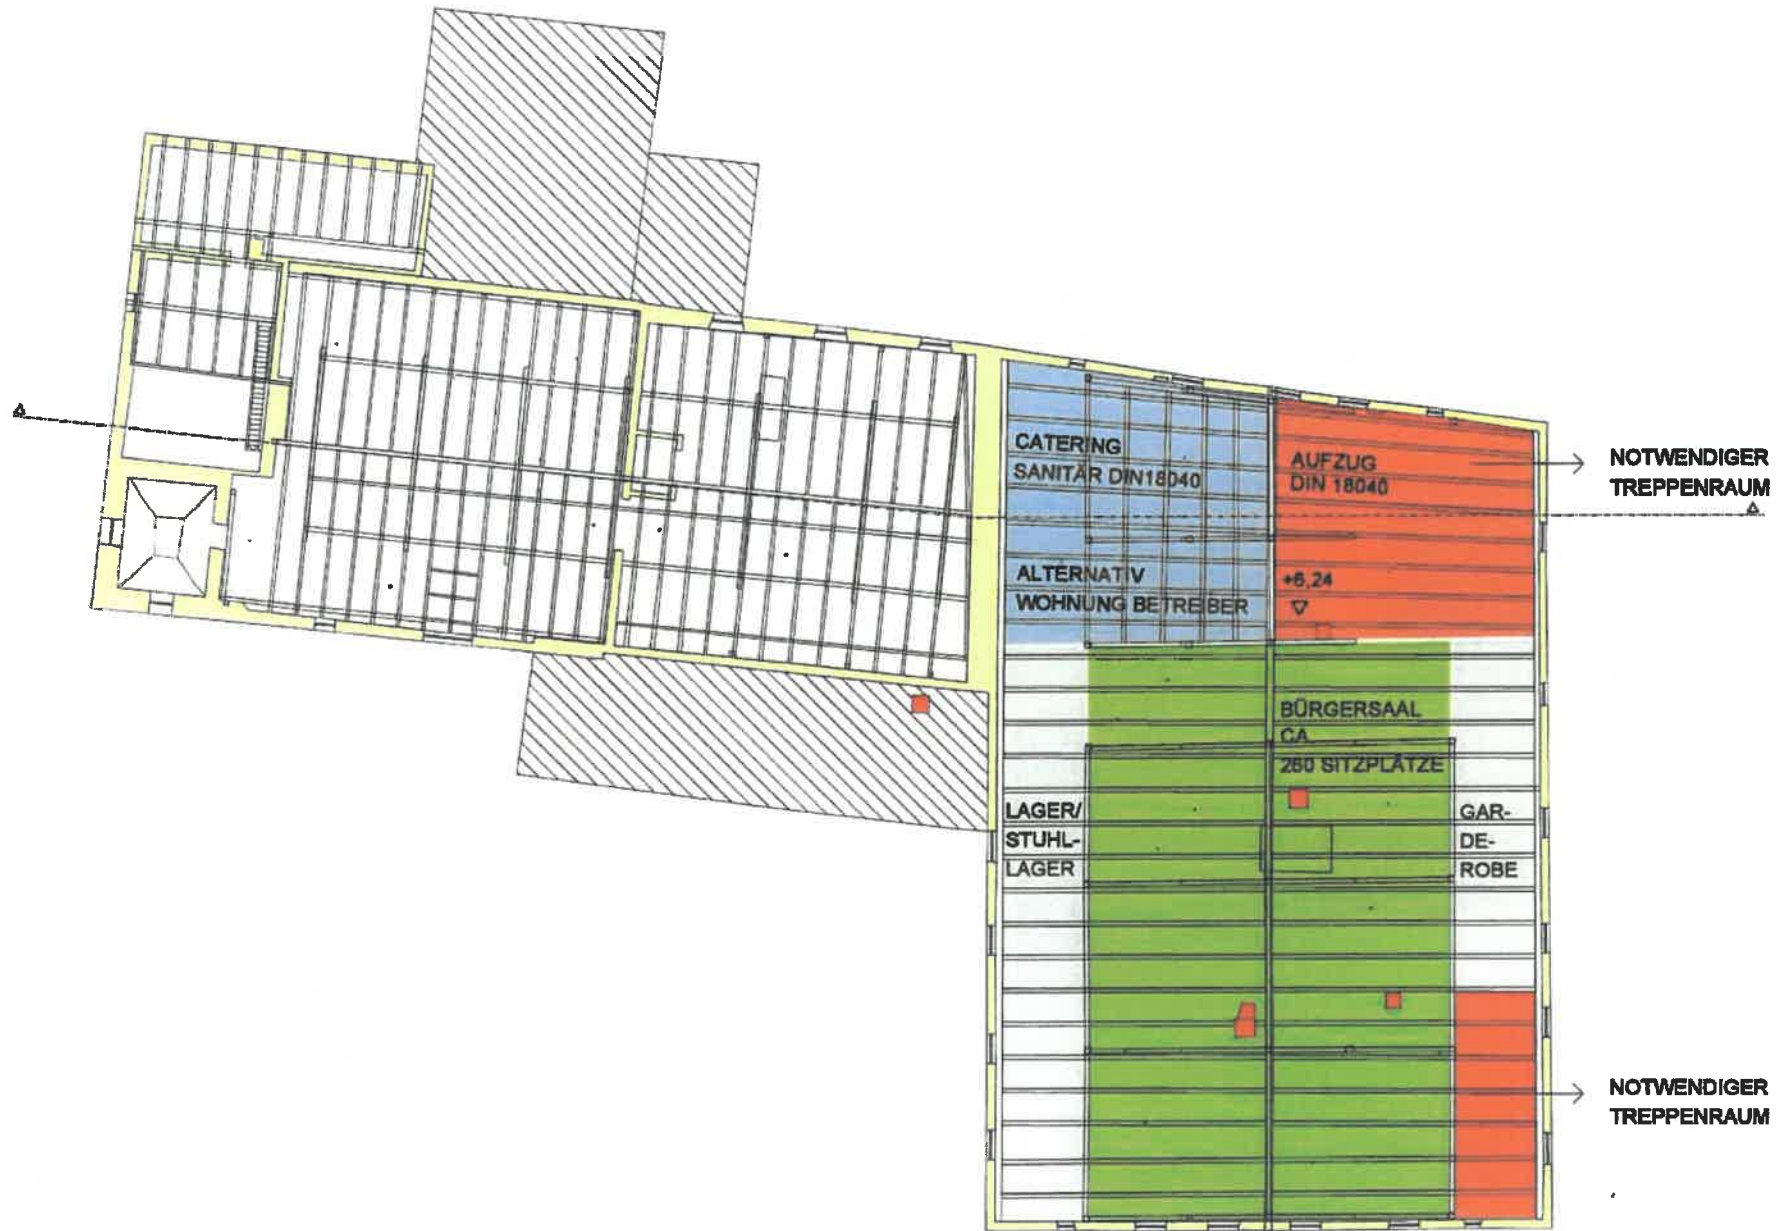 CATERING
SANITÄR DIN18040
AUFZUG
DIN 18040
NOTWENDIGER
TREPPENRAUM
ALTERNATIV
WOHNUNG BETREIBER
+6,24
BÜRGERSAAL
CA
260 SITZPLÄTZE
LAGER/
STUHL-
LAGER
GAR-
DE-
ROBE
NOTWENDIGER
TREPPENRAUM